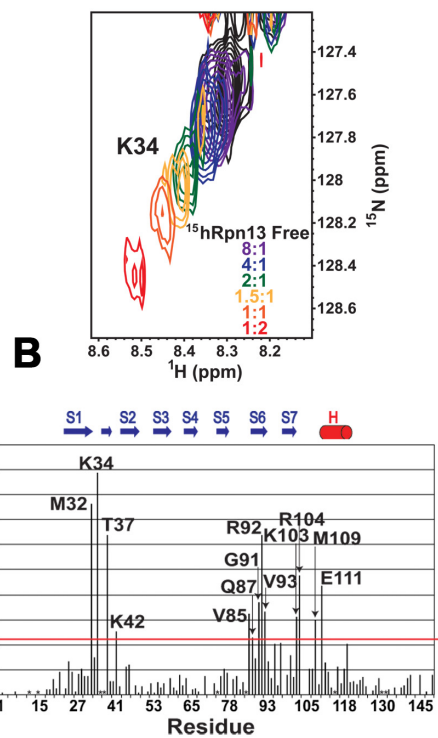 127.4
127.6
127.8
128
128.2
128.4
128.6
¹⁵N (ppm)
K34
¹⁵hRpn13 Free
8:1
4:1
2:1
1.5:1
1:1
1:2
8.6 8.5 8.4 8.3 8.2
¹H (ppm)
B
S1 S2 S3 S4 S5 S6 S7 H
K34
M32
T37
K42
R92
R104
K103
M109
G91
Q87
V93
E111
V85
15 27 41 53 65 78 93 105 118 132 145
Residue